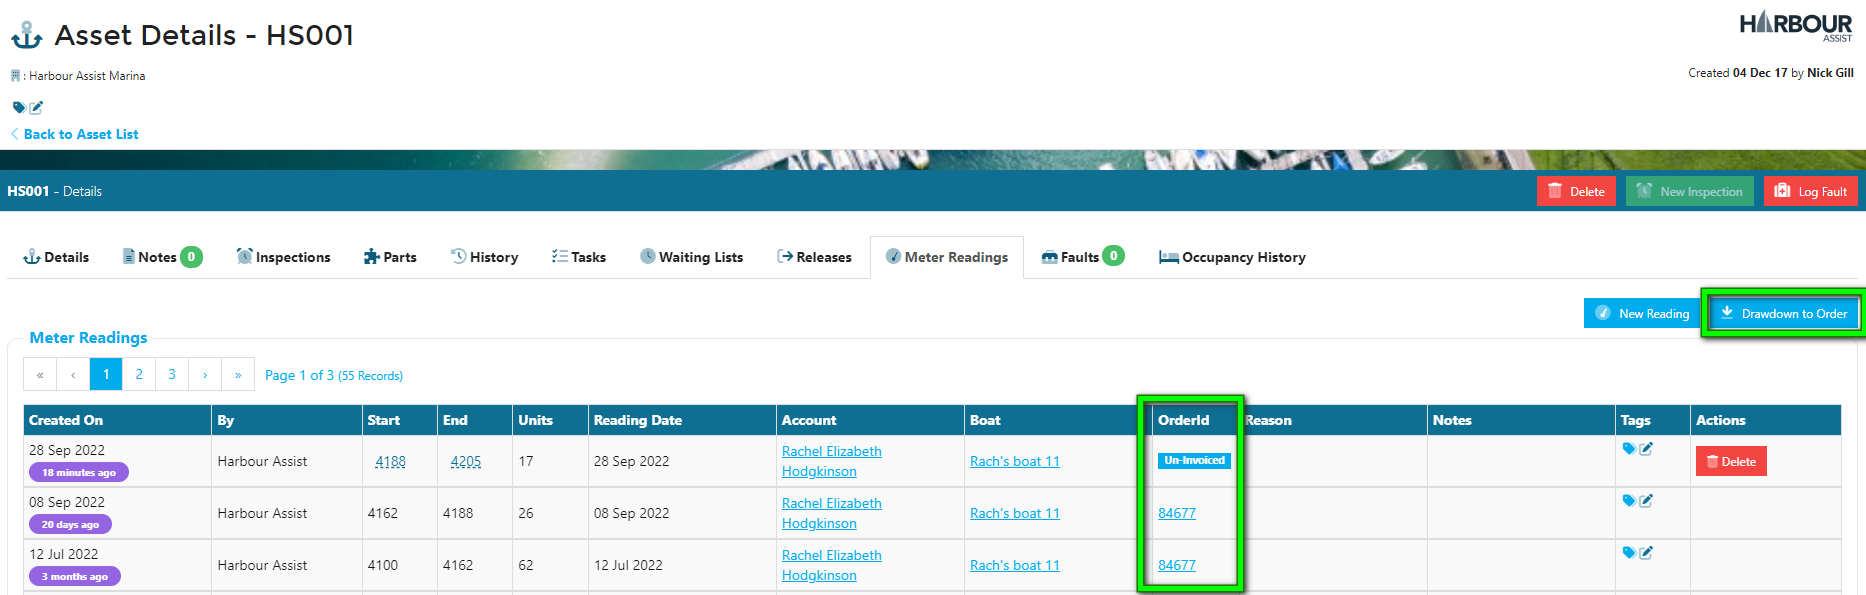 Asset Details - HS001
HARBOUR
ASSIST
: Harbour Assist Marina
Created 04 Dec 17 by Nick Gill
Back to Asset List
HS001 - Details
Delete
New Inspection
Log Fault
Details
Notes 0
Inspections
Parts
History
Tasks
Waiting Lists
Releases
Meter Readings
Faults 0
Occupancy History
New Reading
Drawdown to Order
Meter Readings
« ‹ 1 2 3 › » Page 1 of 3 (55 Records)
Created On By Start End Units Reading Date Account Boat OrderId Reason Notes Tags Actions
28 Sep 2022
18 minutes ago
Harbour Assist 4188 4205 17 28 Sep 2022
Rachel Elizabeth
Hodgkinson
Rach's boat 11
Un-Invoiced
Delete
08 Sep 2022
20 days ago
Harbour Assist 4162 4188 26 08 Sep 2022
Rachel Elizabeth
Hodgkinson
Rach's boat 11
84677
12 Jul 2022
3 months ago
Harbour Assist 4100 4162 62 12 Jul 2022
Rachel Elizabeth
Hodgkinson
Rach's boat 11
84677